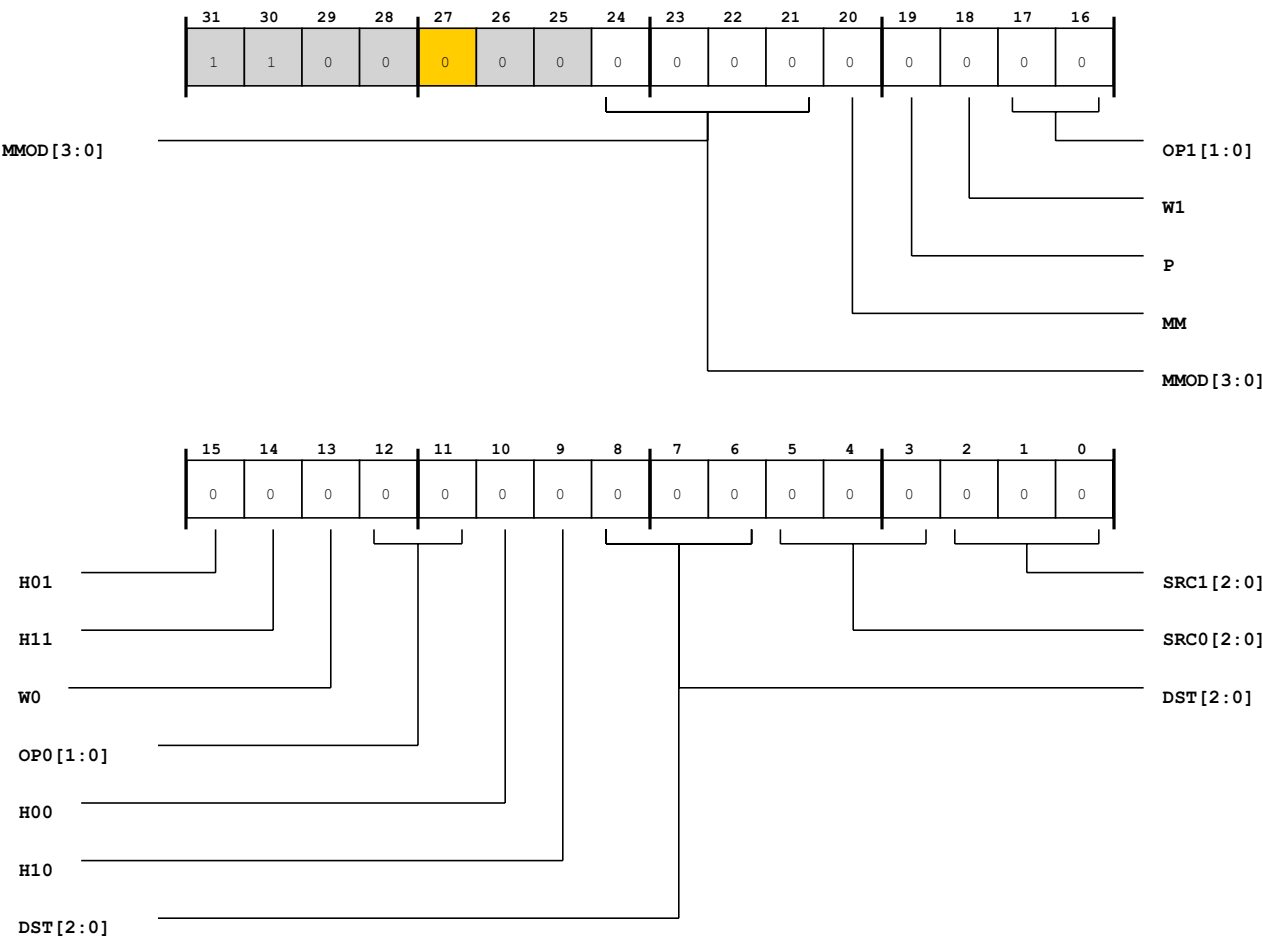 31 30 29 28 27 26 25 24 23 22 21 20 19 18 17 16
1 1 0 0 0 0 0 0 0 0 0 0 0 0 0 0
MMOD[3:0]
OP1[1:0]
W1
P
MM
MMOD[3:0]
15 14 13 12 11 10 9 8 7 6 5 4 3 2 1 0
0 0 0 0 0 0 0 0 0 0 0 0 0 0 0 0
H01 SRC1[2:0]
H11 SRC0[2:0]
W0 DST[2:0]
OP0[1:0]
H00
H10
DST[2:0]